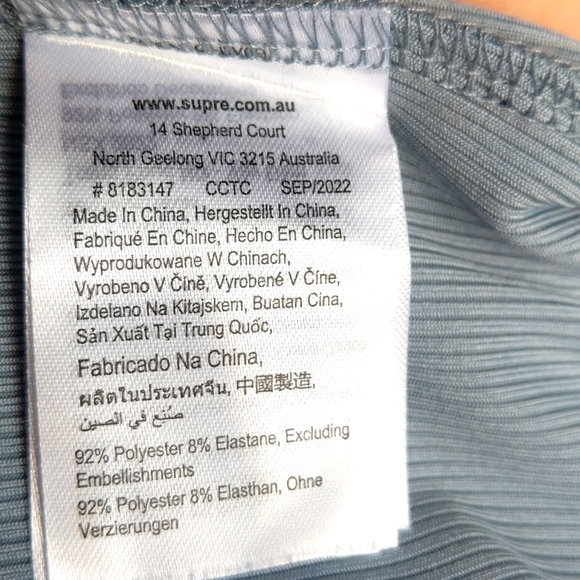 www.supre.com.au
14 Shepherd Court
North Geelong VIC 3215 Australia
# 8183147 CCTC SEP/2022
Made In China, Hergestellt In China,
Fabriqué En Chine, Hecho En China,
Wyprodukowane W Chinach,
Vyrobeno V Číně, Vyrobené V Číne,
Izdelano Na Kitajskem, Buatan Cina,
Sản Xuất Tại Trung Quốc,
Fabricado Na China,
ผลิตในประเทศจีน, 中國製造,
صنع في الصين
92% Polyester 8% Elastane, Excluding
Embellishments
92% Polyester 8% Elasthan, Ohne
Verzierungen